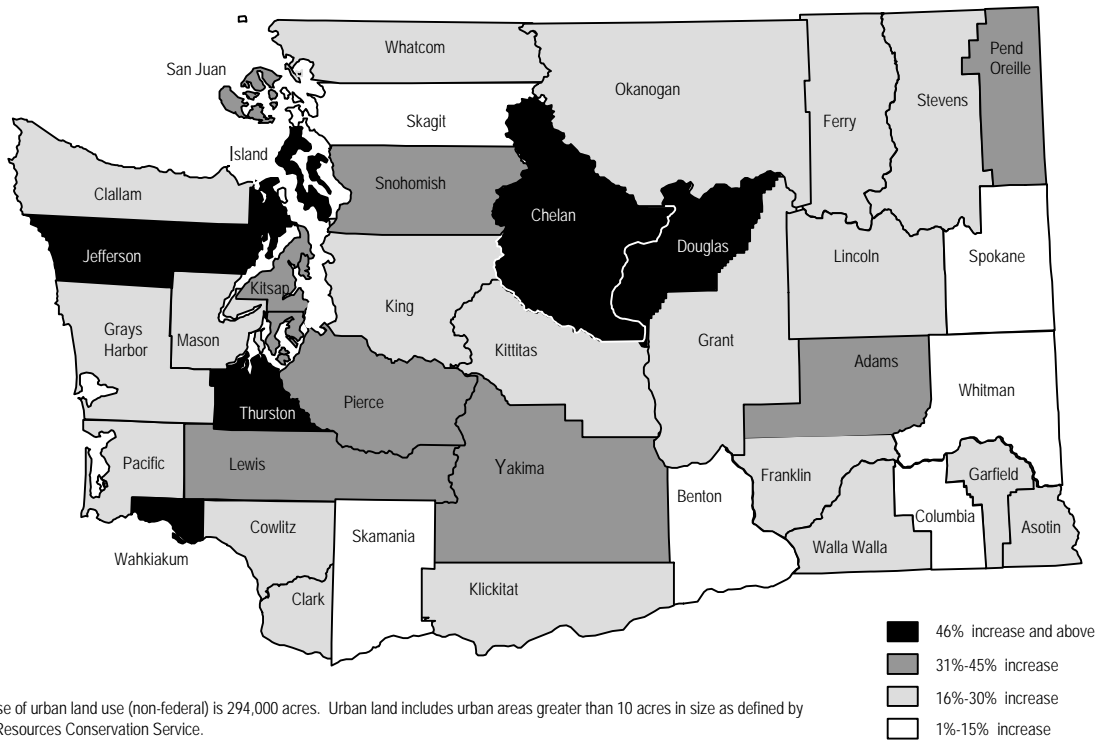 Whatcom
San Juan
Okanogan
Pend
Oreille
Stevens
Ferry
Skagit
Island
Snohomish
Clallam
Chelan
Jefferson
Douglas
Lincoln
Spokane
Kitsap
King
Grays
Harbor
Mason
Kittitas
Grant
Adams
Whitman
Pierce
Thurston
Pacific
Lewis
Yakima
Franklin
Garfield
Benton
Columbia
Asotin
Cowlitz
Skamania
Walla Walla
Wahkiakum
Klickitat
Clark
46% increase and above
31%-45% increase
16%-30% increase
1%-15% increase
of urban land use (non-federal) is 294,000 acres. Urban land includes urban areas greater than 10 acres in size as defined by
Resources Conservation Service.